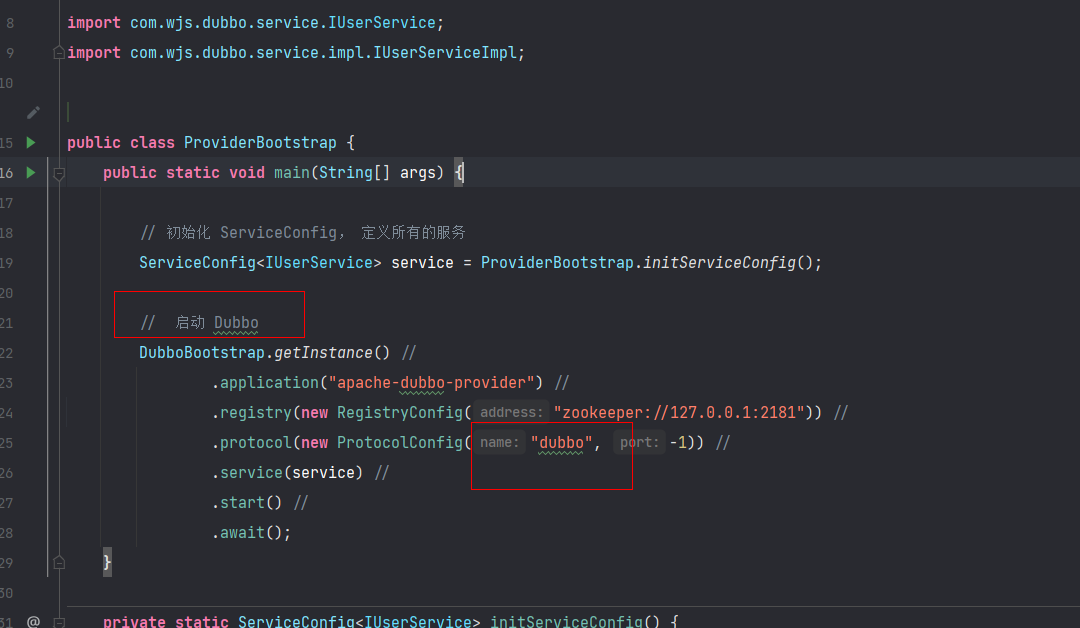 8 import com.wjs.dubbo.service.IUserService;
9 import com.wjs.dubbo.service.impl.IUserServiceImpl;
10
15 public class ProviderBootstrap {
16 public static void main(String[] args) {
17
18 // 初始化 ServiceConfig， 定义所有的服务
19 ServiceConfig<IUserService> service = ProviderBootstrap.initServiceConfig();
20
21 // 启动 Dubbo
22 DubboBootstrap.getInstance() //
23 .application("apache-dubbo-provider") //
24 .registry(new RegistryConfig( address: "zookeeper://127.0.0.1:2181")) //
25 .protocol(new ProtocolConfig( name: "dubbo", port: -1)) //
26 .service(service) //
27 .start() //
28 .await();
29 }
30
31 @ private static ServiceConfig<IUserService> initServiceConfig() {